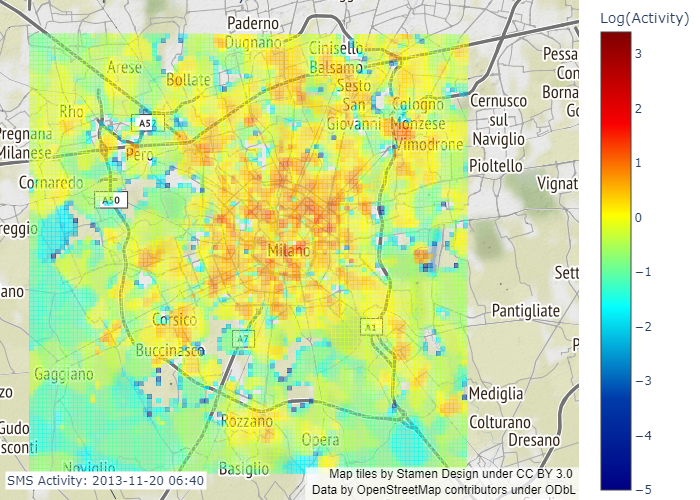 Paderno
Dugnano
Cinisello
Balsamo
Log(Activity)
Arese
Bollate
Sesto
San
Giovanni
Cologno
Monzese
Vimodrone
Pessa
Con
Borna
Go
Rho
A52
Cernusco
sul
Naviglio
Pregnana
Milanese
Pero
Pioltello
Cornaredo
Vignat
A50
reggio
Milano
Sett
ano
Corsico
A7
A1
Pantigliate
Buccinasco
P
Gaggiano
zo
Mediglia
Rozzano
Colturano
Gudo
sconti
Opera
Dresano
Noviglio
Basiglio
SMS Activity: 2013-11-20 06:40
Map tiles by Stamen Design under CC BY 3.0
Data by OpenStreetMap contributors under ODbL
3
2
1
0
−1
−2
−3
−4
−5